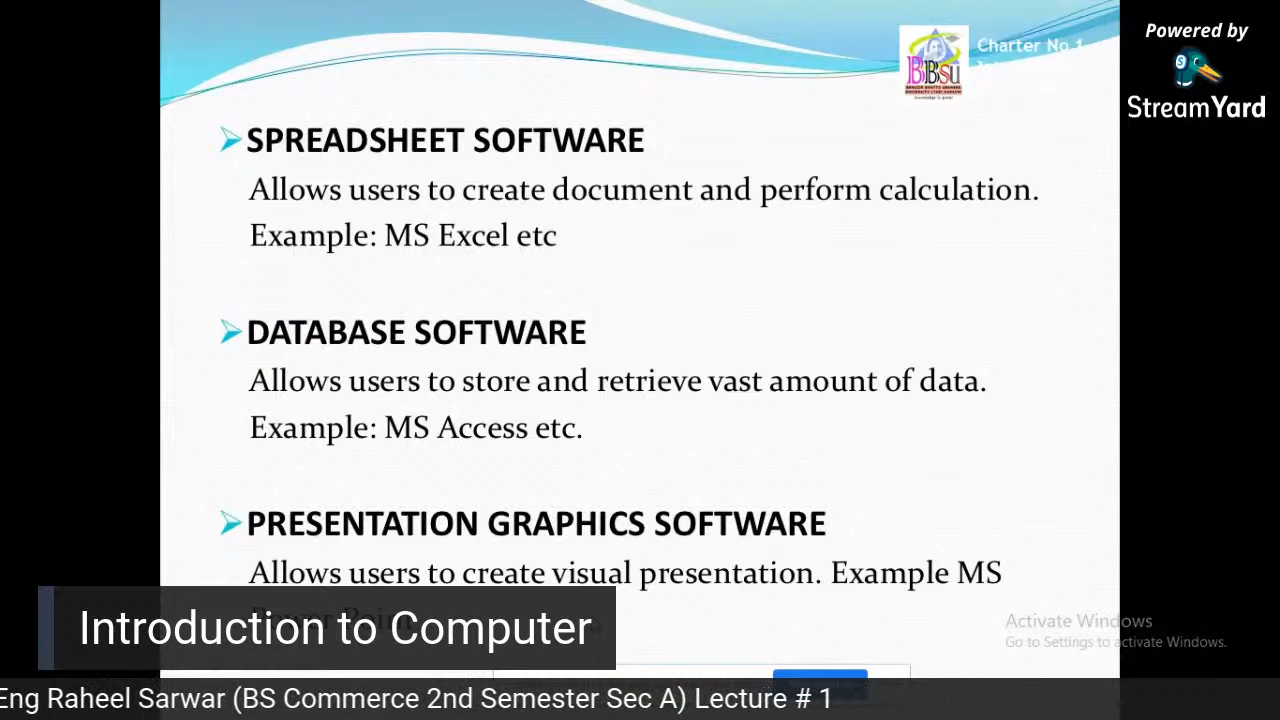 Charter No.1
Powered by
StreamYard
BBSU
SPREADSHEET SOFTWARE
Allows users to create document and perform calculation.
Example: MS Excel etc
DATABASE SOFTWARE
Allows users to store and retrieve vast amount of data.
Example: MS Access etc.
PRESENTATION GRAPHICS SOFTWARE
Allows users to create visual presentation. Example MS
Power Point
Introduction to Computer
Activate Windows
Go to Settings to activate Windows.
Eng Raheel Sarwar (BS Commerce 2nd Semester Sec A) Lecture # 1